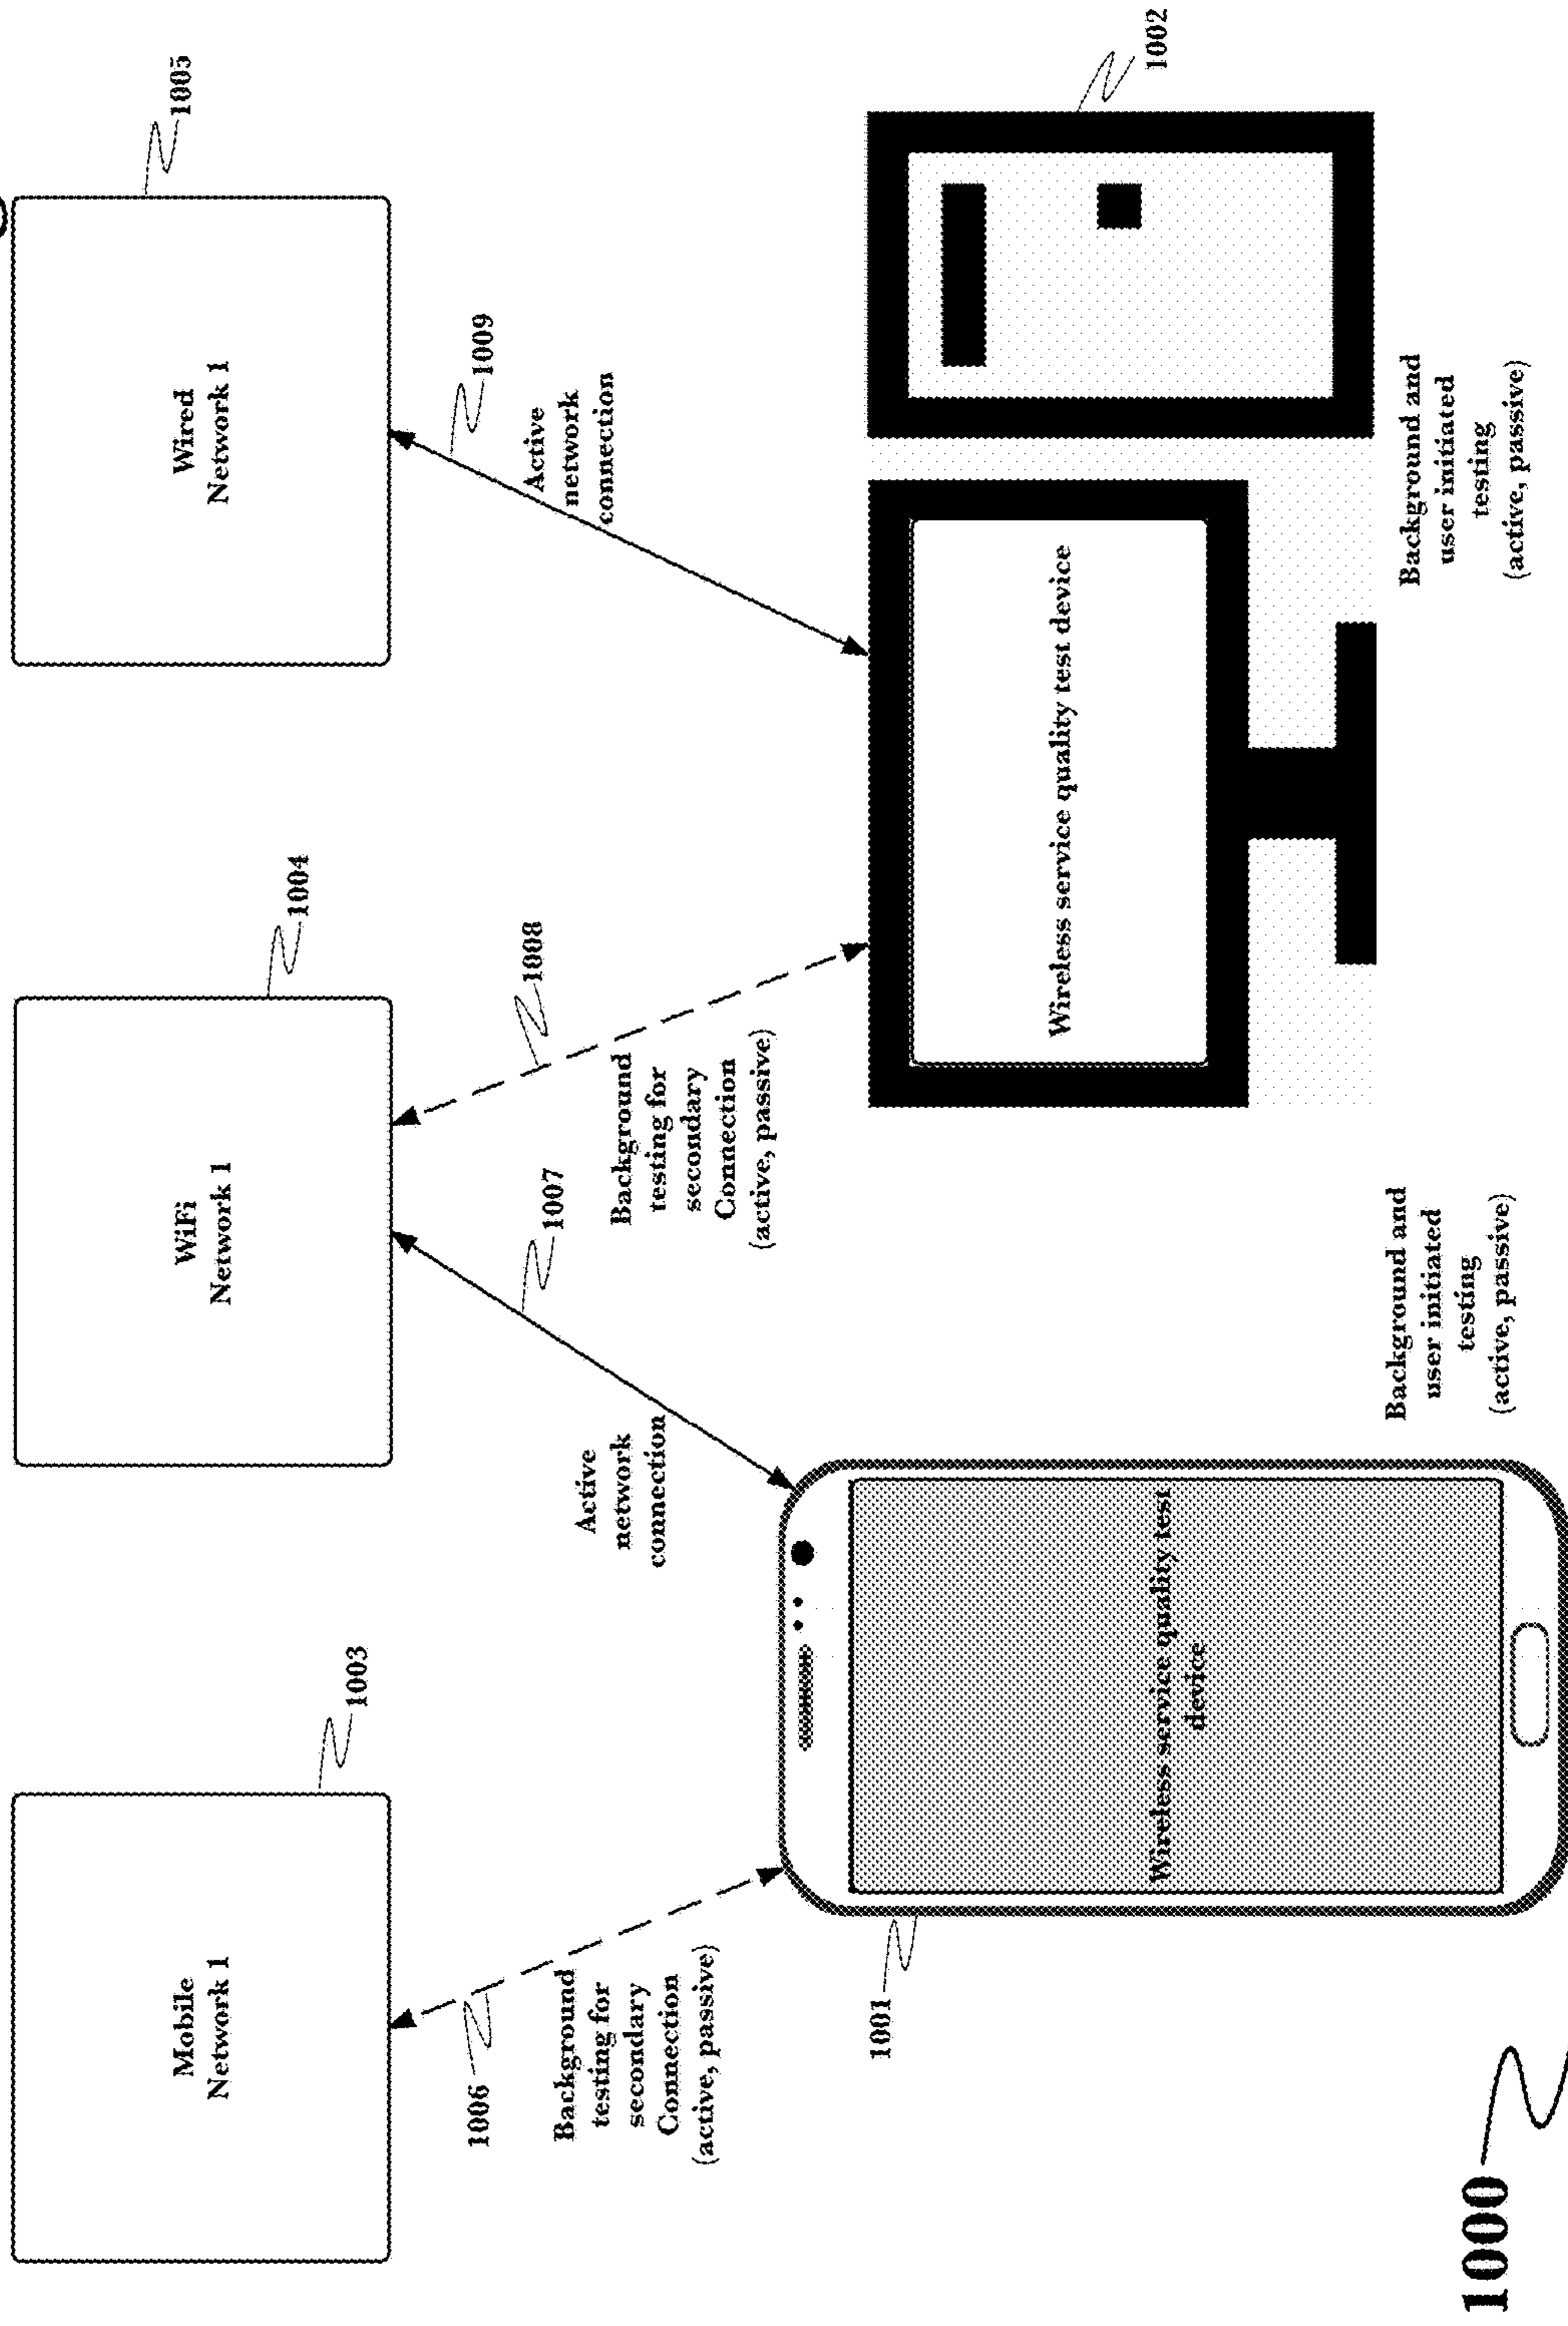 Mobile
Network 1
1003
WiFi
Network 1
1004
Wired
Network 1
1005
1006
Background
testing for
secondary
Connection
(active, passive)
Active
network
connection
1007
Background
testing for
secondary
Connection
(active, passive)
1008
Active
network
connection
1009
1001
Wireless service quality test
device
Background and
user initiated
testing
(active, passive)
Wireless service quality test device
1002
Background and
user initiated
testing
(active, passive)
1000